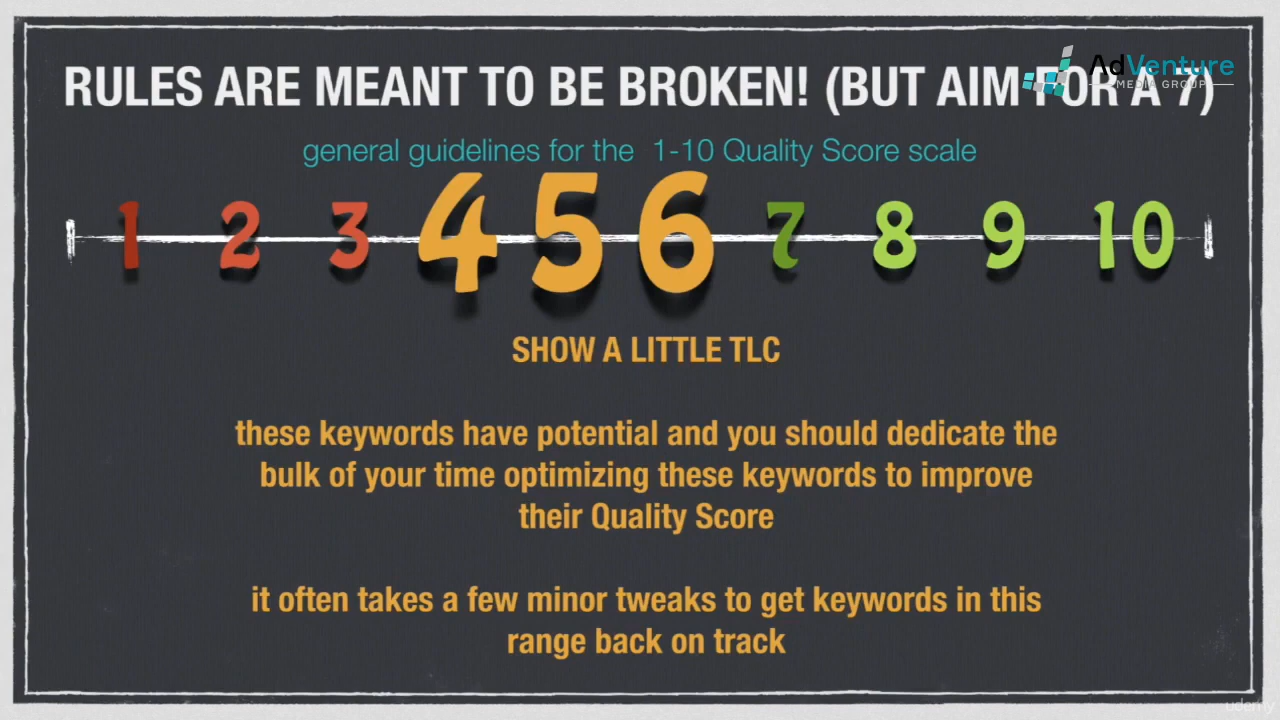 RULES ARE MEANT TO BE BROKEN! (BUT AIM FOR A 7)
AdVenture
MEDIA GROUP
general guidelines for the 1-10 Quality Score scale
1 2 3 4 5 6 7 8 9 10
SHOW A LITTLE TLC
these keywords have potential and you should dedicate the
bulk of your time optimizing these keywords to improve
their Quality Score
it often takes a few minor tweaks to get keywords in this
range back on track
udemy